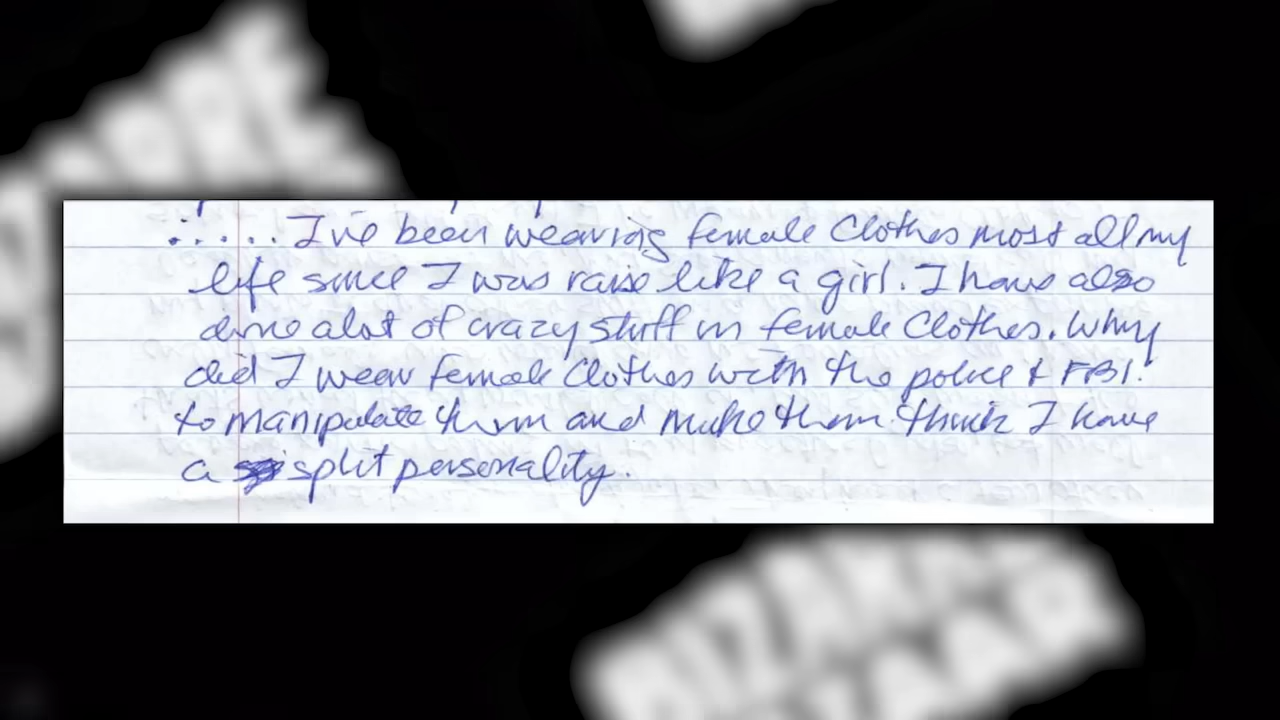 ..... I've been wearing female Clothes most all my
life since I was raise like a girl. I have also
done alot of crazy stuff in female Clothes. Why
did I wear female Clothes with the police & FBI.
to manipulate them and make them think I have
a split personality.